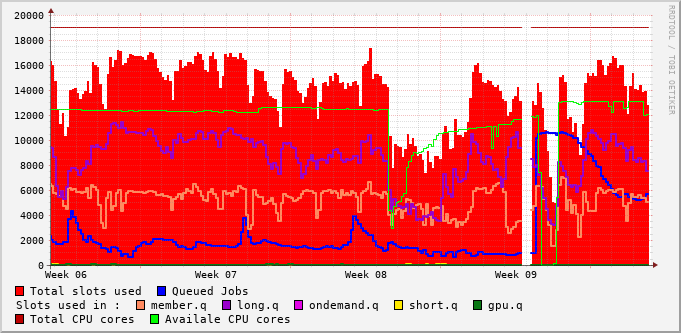 20000
18000
16000
14000
12000
10000
8000
6000
4000
2000
0
Week 06 Week 07 Week 08 Week 09
RRDTOOL / TOBI OETIKER
Total slots used Queued Jobs
Slots used in : member.q long.q ondemand.q short.q gpu.q
Total CPU cores Availale CPU cores